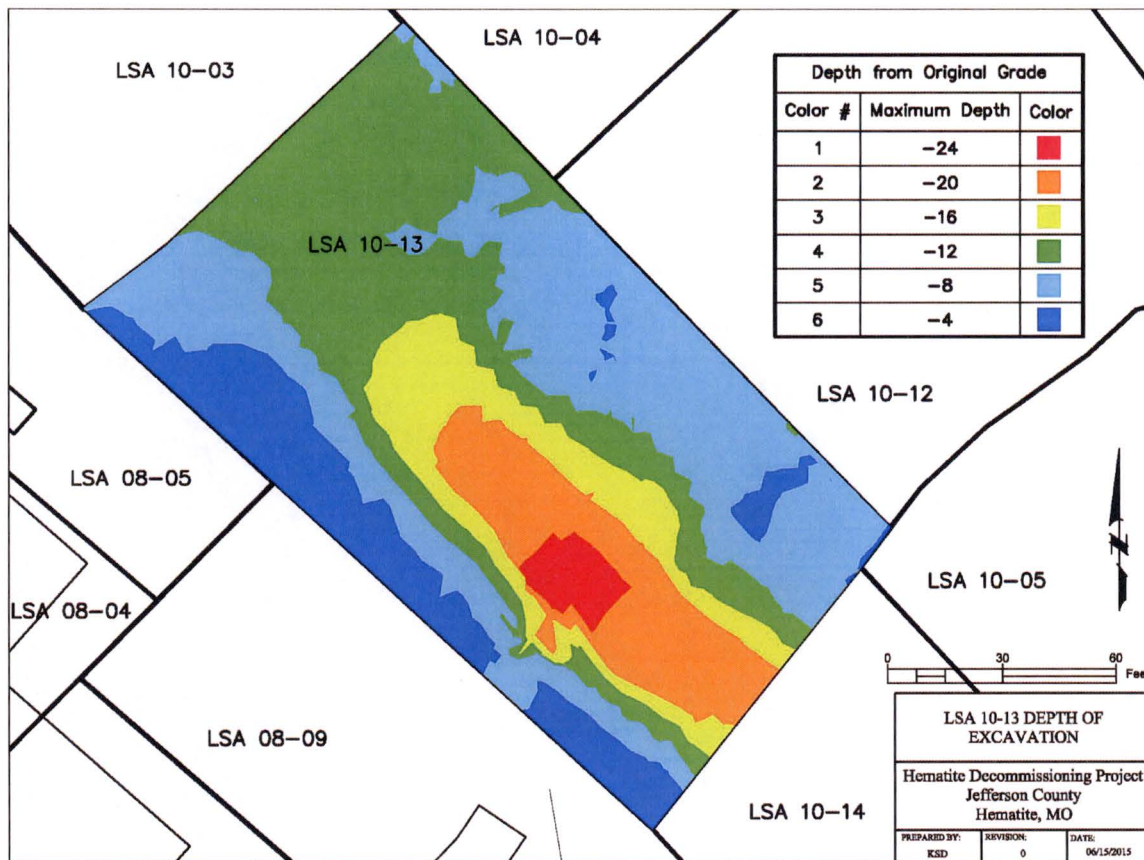 LSA 10-03
LSA 10-04
Depth from Original Grade
Color # Maximum Depth Color
1 -24
2 -20
3 -16
4 -12
5 -8
6 -4
LSA 10-13
LSA 10-12
LSA 08-05
LSA 10-05
LSA 08-04
N
0 30 60
Fee
LSA 08-09
LSA 10-14
LSA 10-13 DEPTH OF
EXCAVATION
Hematite Decommissioning Project
Jefferson County
Hematite, MO
PREPARED BY: REVISION: DATE:
KSD 0 06/15/2015